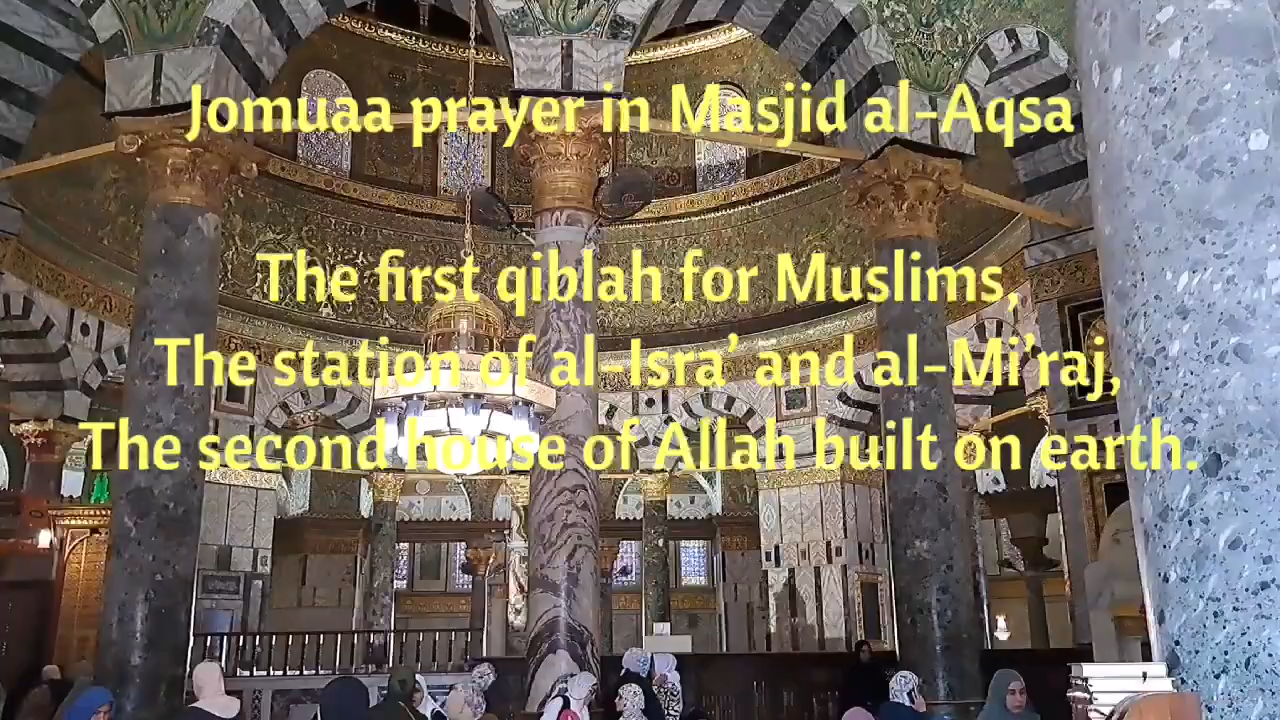 Jomuaa prayer in Masjid al-Aqsa
The first qiblah for Muslims,
The station of al-Isra’ and al-Mi’raj,
The second house of Allah built on earth.